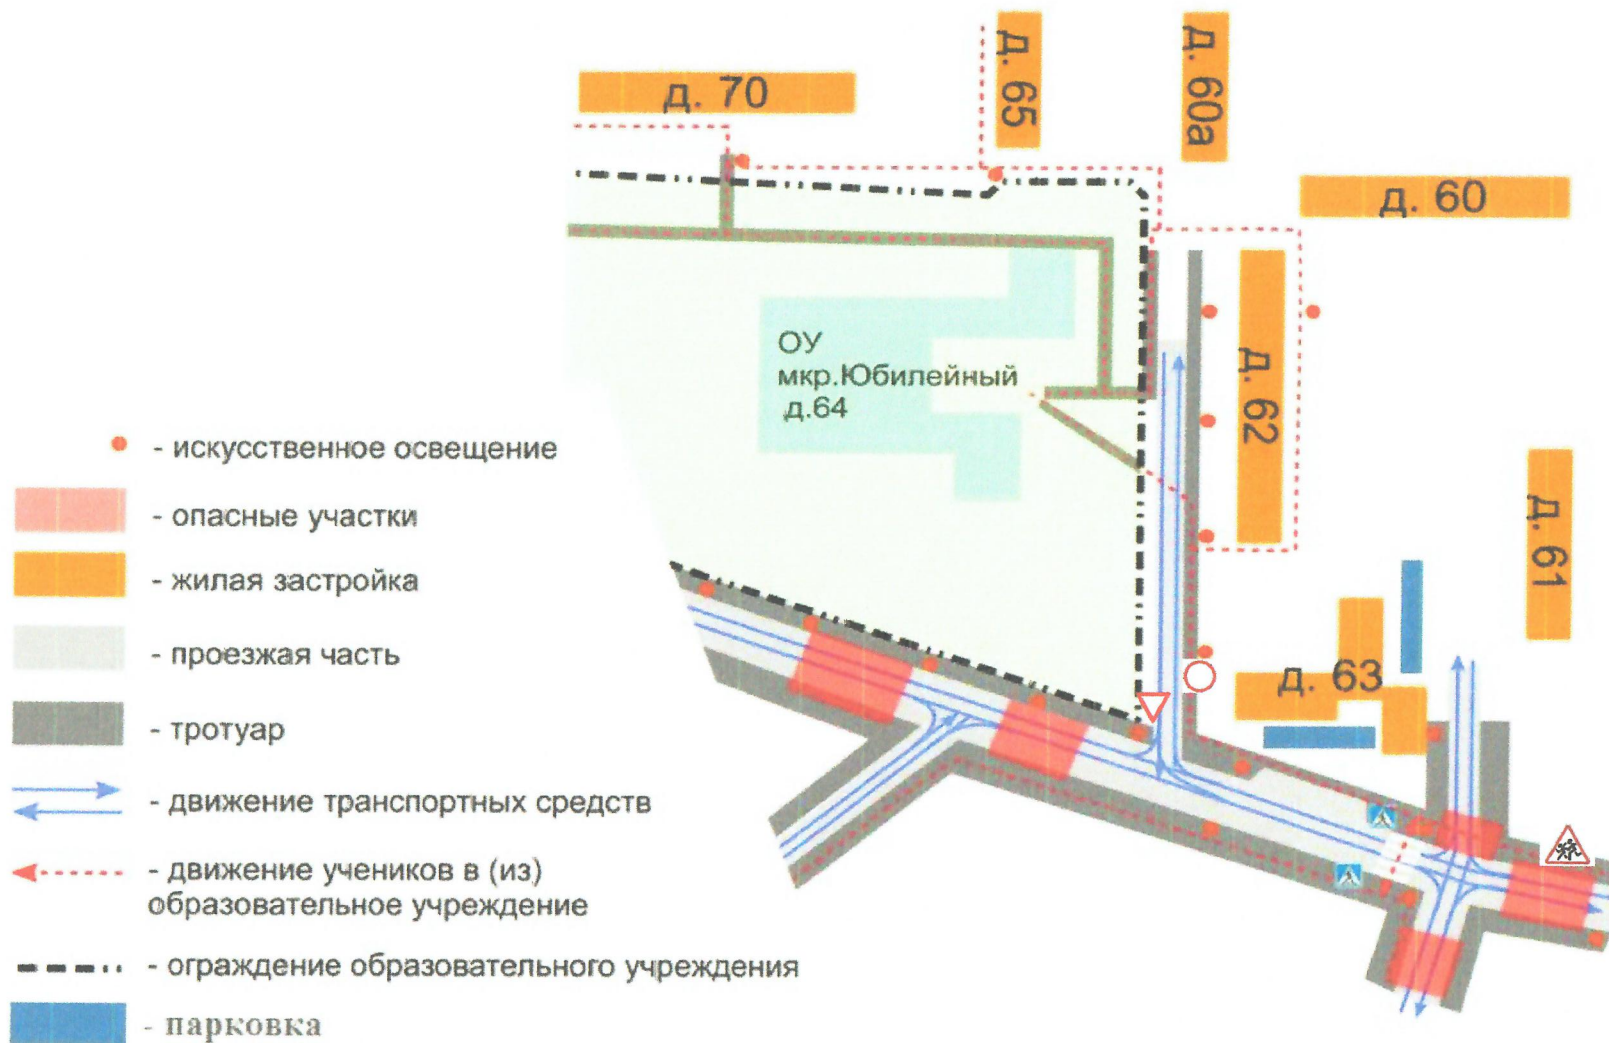 д. 70
д. 65
д. 60а
д. 60
ОУ
мкр.Юбилейный
д.64
д. 62
д. 61
д. 63
- искусственное освещение
- опасные участки
- жилая застройка
- проезжая часть
- тротуар
- движение транспортных средств
- движение учеников в (из)
образовательное учреждение
- ограждение образовательного учреждения
- парковка